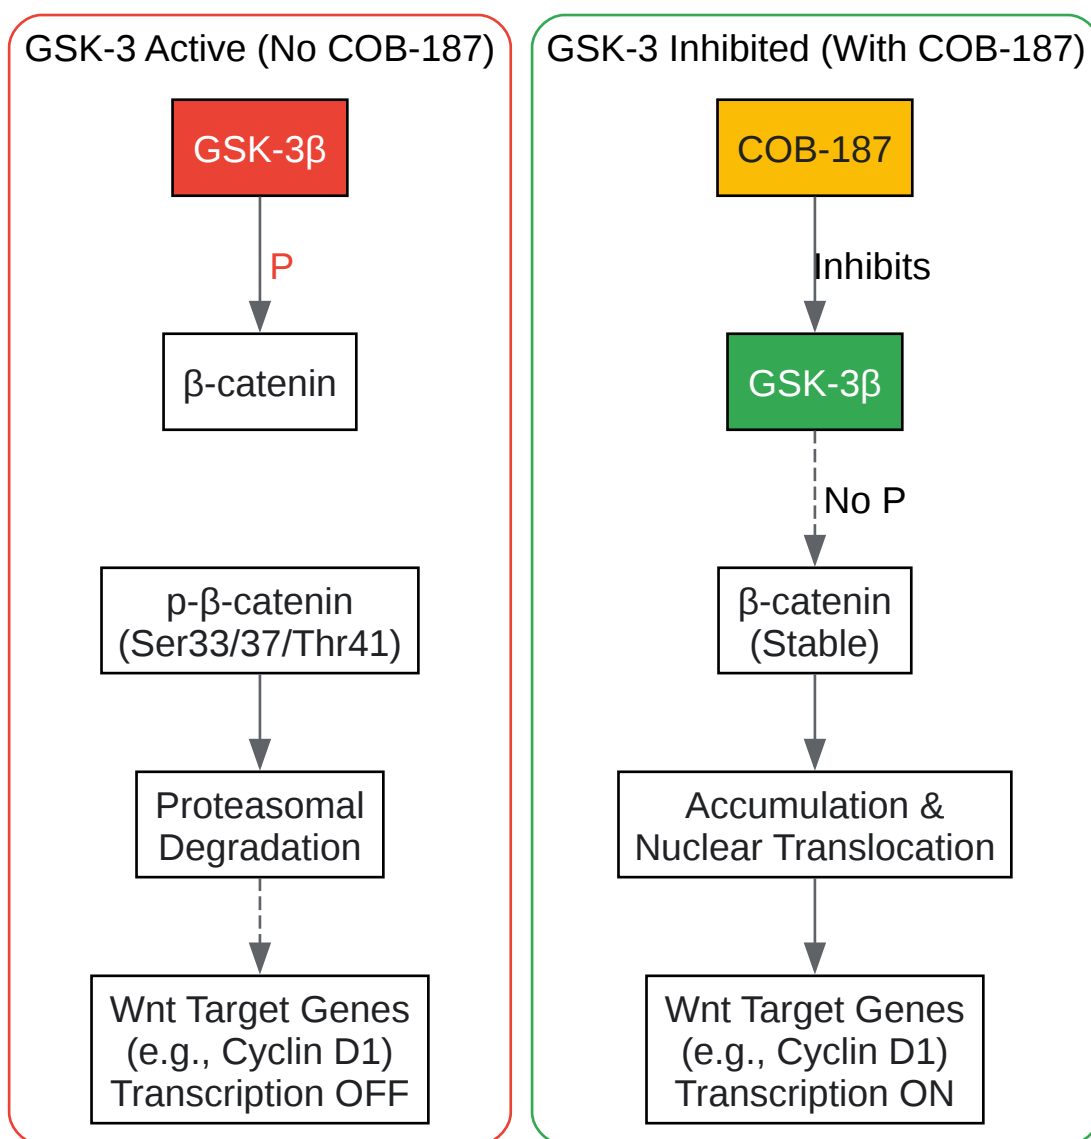 GSK-3 Active (No COB-187)
GSK-3β
P
β-catenin
p-β-catenin
(Ser33/37/Thr41)
Proteasomal
Degradation
Wnt Target Genes
(e.g., Cyclin D1)
Transcription OFF
GSK-3 Inhibited (With COB-187)
COB-187
Inhibits
GSK-3β
No P
β-catenin
(Stable)
Accumulation &
Nuclear Translocation
Wnt Target Genes
(e.g., Cyclin D1)
Transcription ON